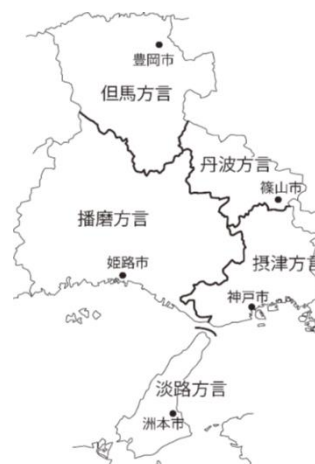 豊岡市
但馬方言
丹波方言
篠山市
播磨方言
摂津方言
姫路市
神戸市
淡路方言
洲本市